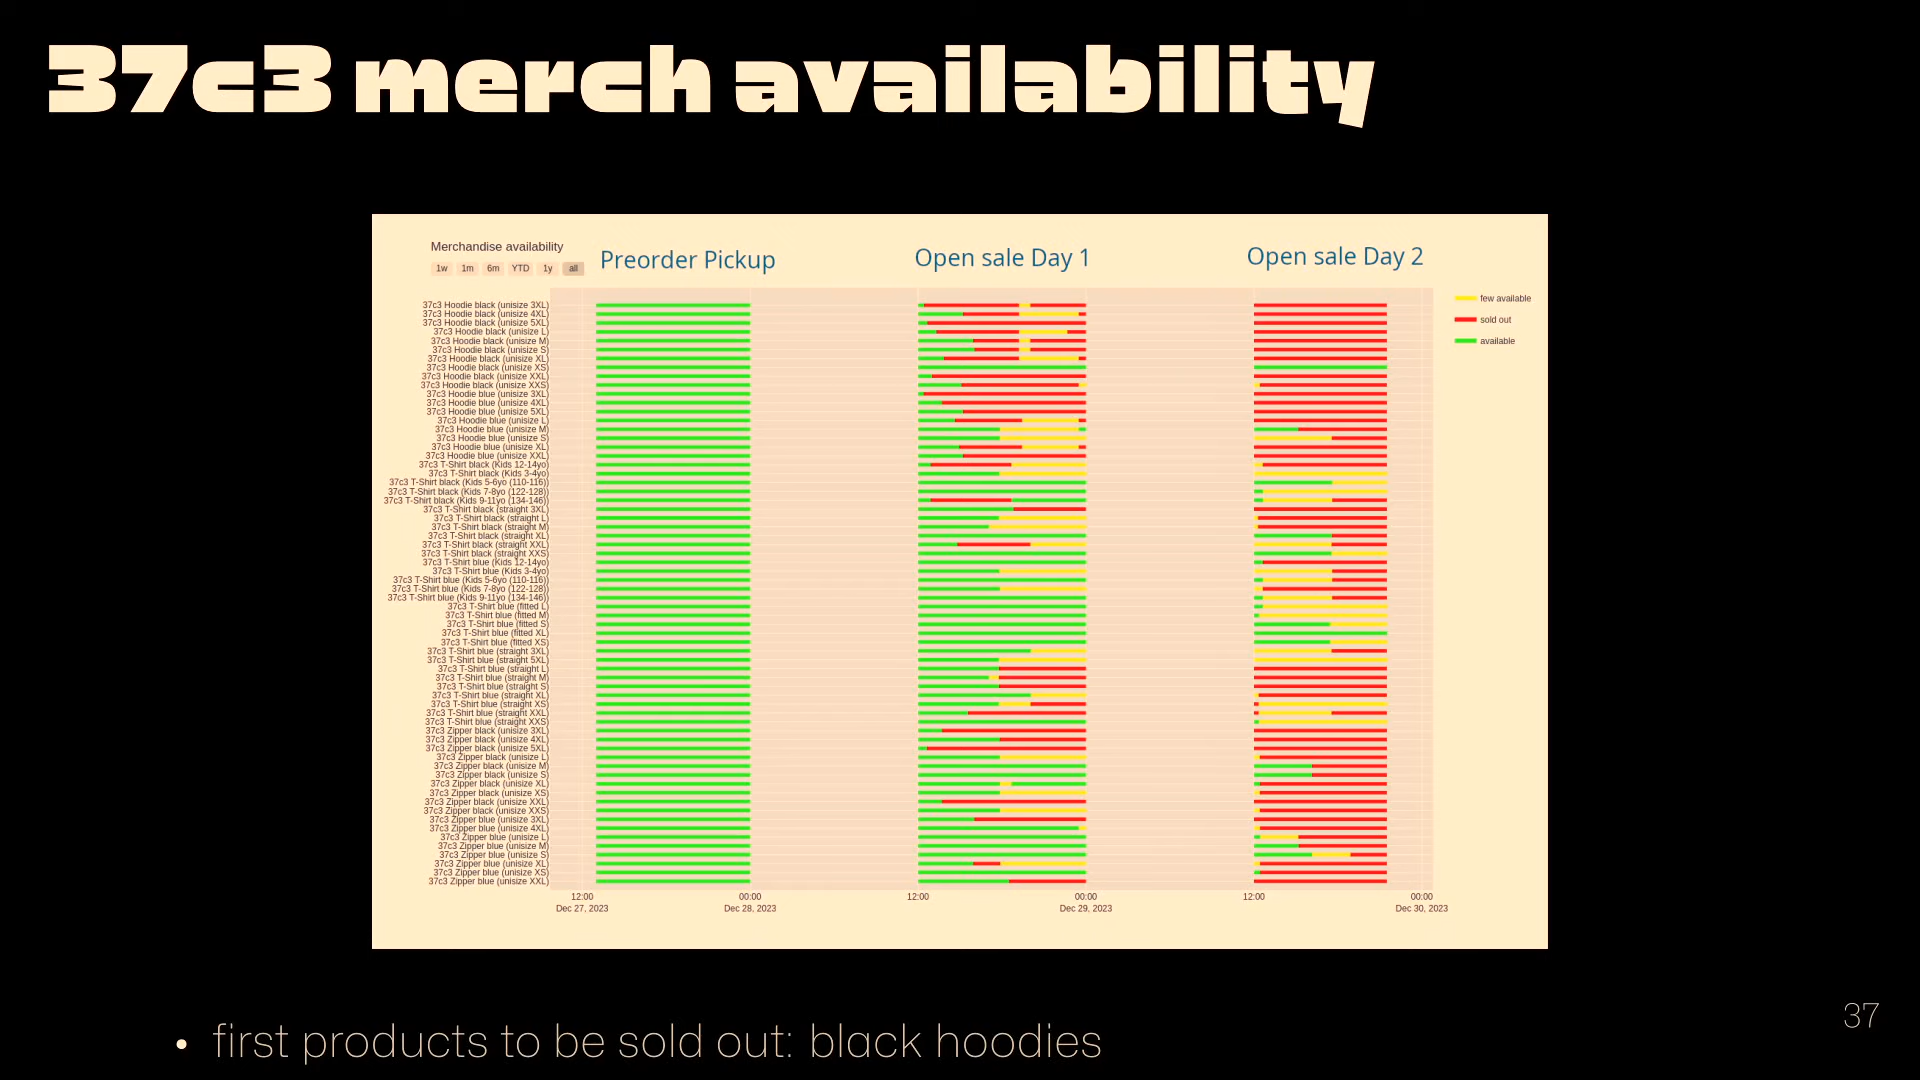 37c3 merch availability
Merchandise availability
1w 1m 6m YTD 1y all
Preorder Pickup
Open sale Day 1
Open sale Day 2
few available
sold out
available
37c3 Hoodie black (unisize 3XL)
37c3 Hoodie black (unisize 4XL)
37c3 Hoodie black (unisize 5XL)
37c3 Hoodie black (unisize L)
37c3 Hoodie black (unisize M)
37c3 Hoodie black (unisize S)
37c3 Hoodie black (unisize XL)
37c3 Hoodie black (unisize XS)
37c3 Hoodie black (unisize XXL)
37c3 Hoodie black (unisize XXS)
37c3 Hoodie blue (unisize 3XL)
37c3 Hoodie blue (unisize 4XL)
37c3 Hoodie blue (unisize 5XL)
37c3 Hoodie blue (unisize L)
37c3 Hoodie blue (unisize M)
37c3 Hoodie blue (unisize S)
37c3 Hoodie blue (unisize XL)
37c3 Hoodie blue (unisize XXL)
37c3 T-Shirt black (Kids 12-14yo)
37c3 T-Shirt black (Kids 3-4yo)
37c3 T-Shirt black (Kids 5-6yo (110-116))
37c3 T-Shirt black (Kids 7-8yo (122-128))
37c3 T-Shirt black (Kids 9-11yo (134-146))
37c3 T-Shirt black (straight 3XL)
37c3 T-Shirt black (straight L)
37c3 T-Shirt black (straight M)
37c3 T-Shirt black (straight XL)
37c3 T-Shirt black (straight XXL)
37c3 T-Shirt black (straight XXS)
37c3 T-Shirt blue (Kids 12-14yo)
37c3 T-Shirt blue (Kids 3-4yo)
37c3 T-Shirt blue (Kids 5-6yo (110-116))
37c3 T-Shirt blue (Kids 7-8yo (122-128))
37c3 T-Shirt blue (Kids 9-11yo (134-146))
37c3 T-Shirt blue (fitted L)
37c3 T-Shirt blue (fitted M)
37c3 T-Shirt blue (fitted S)
37c3 T-Shirt blue (fitted XL)
37c3 T-Shirt blue (fitted XS)
37c3 T-Shirt blue (straight 3XL)
37c3 T-Shirt blue (straight 5XL)
37c3 T-Shirt blue (straight L)
37c3 T-Shirt blue (straight M)
37c3 T-Shirt blue (straight S)
37c3 T-Shirt blue (straight XL)
37c3 T-Shirt blue (straight XS)
37c3 T-Shirt blue (straight XXL)
37c3 T-Shirt blue (straight XXS)
37c3 Zipper black (unisize 3XL)
37c3 Zipper black (unisize 4XL)
37c3 Zipper black (unisize 5XL)
37c3 Zipper black (unisize L)
37c3 Zipper black (unisize M)
37c3 Zipper black (unisize S)
37c3 Zipper black (unisize XL)
37c3 Zipper black (unisize XS)
37c3 Zipper black (unisize XXL)
37c3 Zipper black (unisize XXS)
37c3 Zipper blue (unisize 3XL)
37c3 Zipper blue (unisize 4XL)
37c3 Zipper blue (unisize L)
37c3 Zipper blue (unisize M)
37c3 Zipper blue (unisize S)
37c3 Zipper blue (unisize XL)
37c3 Zipper blue (unisize XS)
37c3 Zipper blue (unisize XXL)
12:00 00:00 12:00 00:00 12:00 00:00
Dec 27, 2023 Dec 28, 2023 Dec 29, 2023 Dec 30, 2023
37
• first products to be sold out: black hoodies